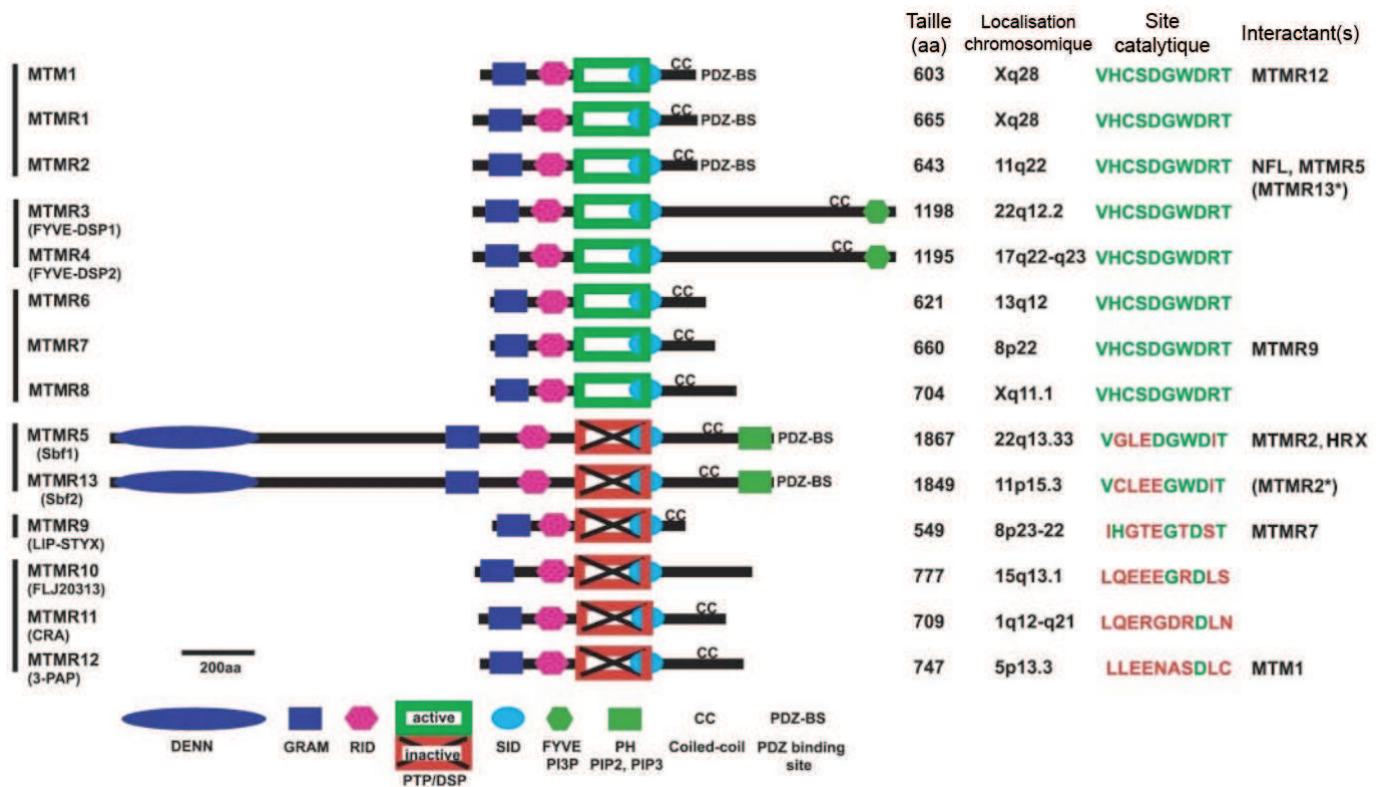 Taille
(aa)
Localisation
chromosomique
Site
catalytique
Interactant(s)
MTM1 CC PDZ-BS 603 Xq28 VHCSDGWDRT MTMR12
MTMR1 CC PDZ-BS 665 Xq28 VHCSDGWDRT
MTMR2 CC PDZ-BS 643 11q22 VHCSDGWDRT NFL, MTMR5
(MTMR13*)
MTMR3 CC 1198 22q12.2 VHCSDGWDRT
(FYVE-DSP1)
MTMR4 CC 1195 17q22-q23 VHCSDGWDRT
(FYVE-DSP2)
MTMR6 CC 621 13q12 VHCSDGWDRT
MTMR7 CC 660 8p22 VHCSDGWDRT MTMR9
MTMR8 CC 704 Xq11.1 VHCSDGWDRT
MTMR5 CC PDZ-BS 1867 22q13.33 VGLEDGWDIT MTMR2, HRX
(Sbf1)
MTMR13 CC PDZ-BS 1849 11p15.3 VCLEEGWDIT (MTMR2*)
(Sbf2)
MTMR9 CC 549 8p23-22 IHGTEGTDST MTMR7
(LIP-STYX)
MTMR10 777 15q13.1 LQEEEGRDLS
(FLJ20313)
MTMR11 CC 709 1q12-q21 LQERGDRDLN
(CRA)
MTMR12 CC 747 5p13.3 LLEENASDLC MTM1
(3-PAP)
200aa
active
inactive
PTP/DSP
DENN
GRAM
RID
SID
FYVE
PI3P
PH
PIP2, PIP3
CC
Coiled-coil
PDZ-BS
PDZ binding
site